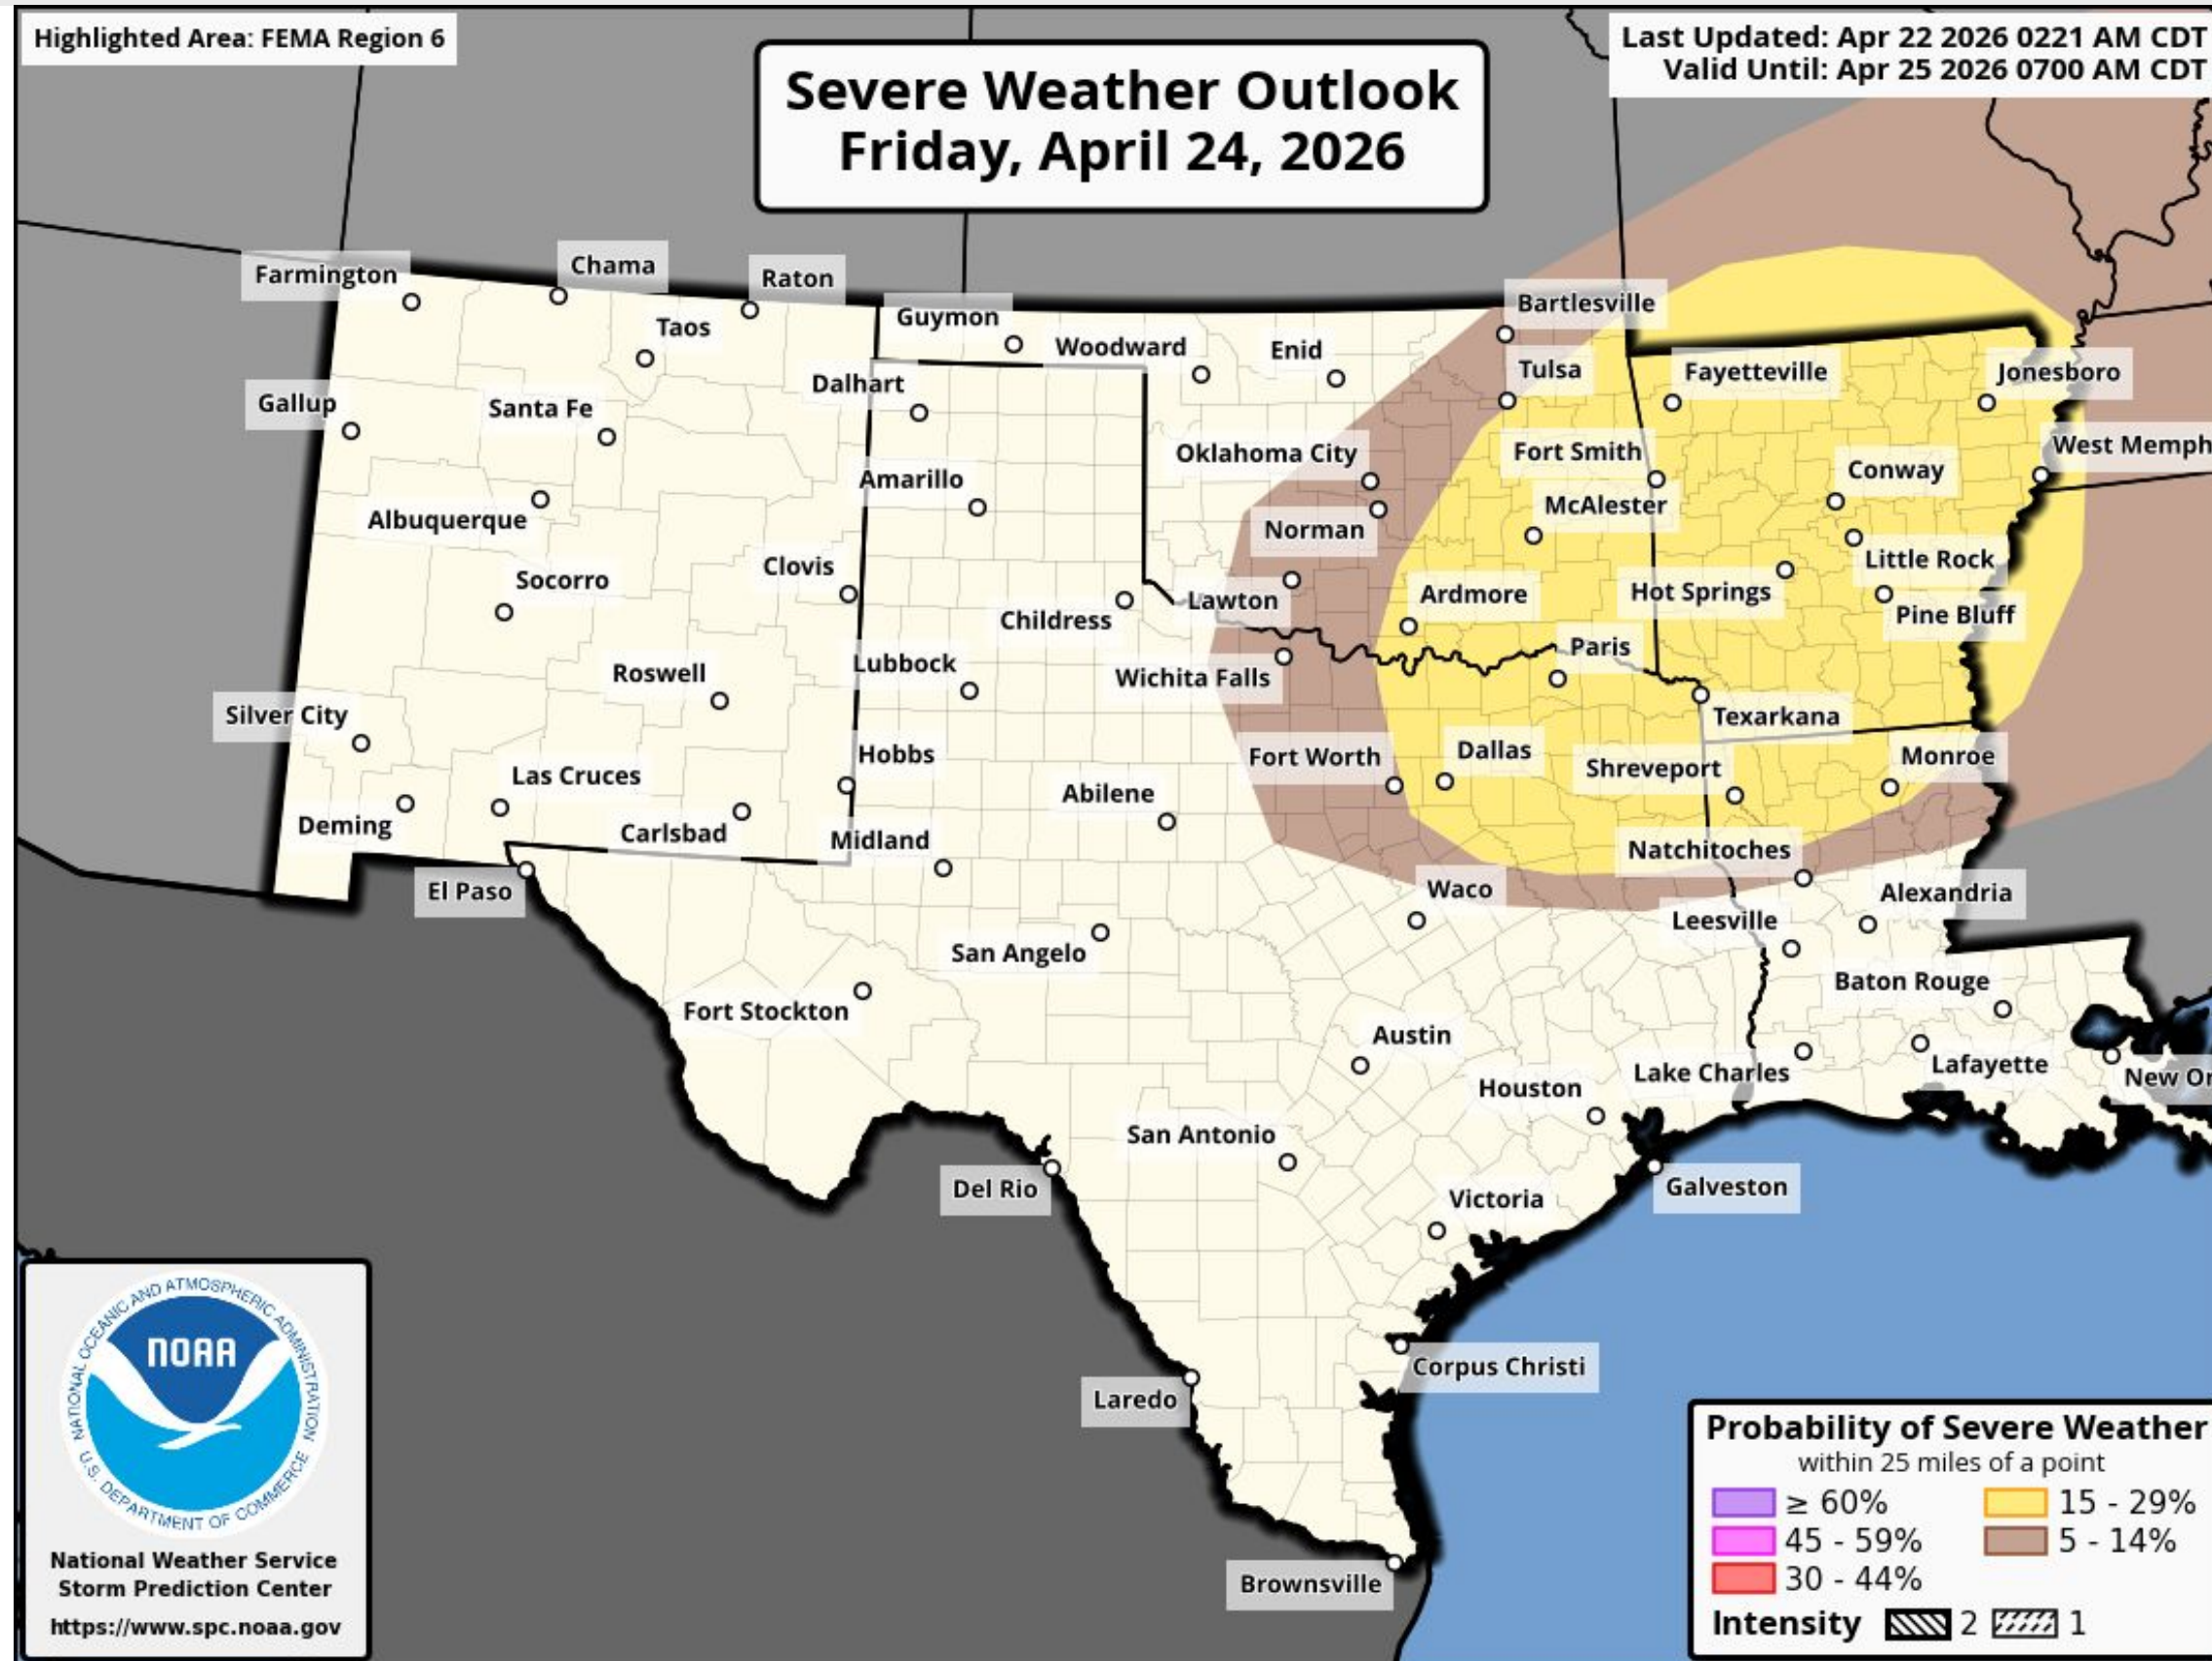 Highlighted Area: FEMA Region 6
Last Updated: Apr 22 2026 0221 AM CDT
Valid Until: Apr 25 2026 0700 AM CDT
Severe Weather Outlook
Friday, April 24, 2026
Farmington
Chama
Raton
Taos
Guymon
Woodward
Enid
Bartlesville
Tulsa
Fayetteville
Jonesboro
Gallup
Santa Fe
Dalhart
Oklahoma City
Fort Smith
West Memph
Conway
Amarillo
McAlester
Albuquerque
Norman
Little Rock
Socorro
Clovis
Childress
Lawton
Ardmore
Hot Springs
Pine Bluff
Roswell
Lubbock
Wichita Falls
Paris
Silver City
Texarkana
Hobbs
Fort Worth
Dallas
Shreveport
Monroe
Las Cruces
Abilene
Deming
Carlsbad
Midland
Natchitoches
El Paso
Waco
Alexandria
Leesville
San Angelo
Baton Rouge
Fort Stockton
Austin
Lake Charles
Lafayette
New Or
Houston
San Antonio
Del Rio
Galveston
Victoria
Corpus Christi
Laredo
Brownsville
NATIONAL OCEANIC AND ATMOSPHERIC ADMINISTRATION
NOAA
U.S. DEPARTMENT OF COMMERCE
National Weather Service
Storm Prediction Center
https://www.spc.noaa.gov
Probability of Severe Weather
within 25 miles of a point
≥ 60%
15 - 29%
45 - 59%
5 - 14%
30 - 44%
Intensity 2 1